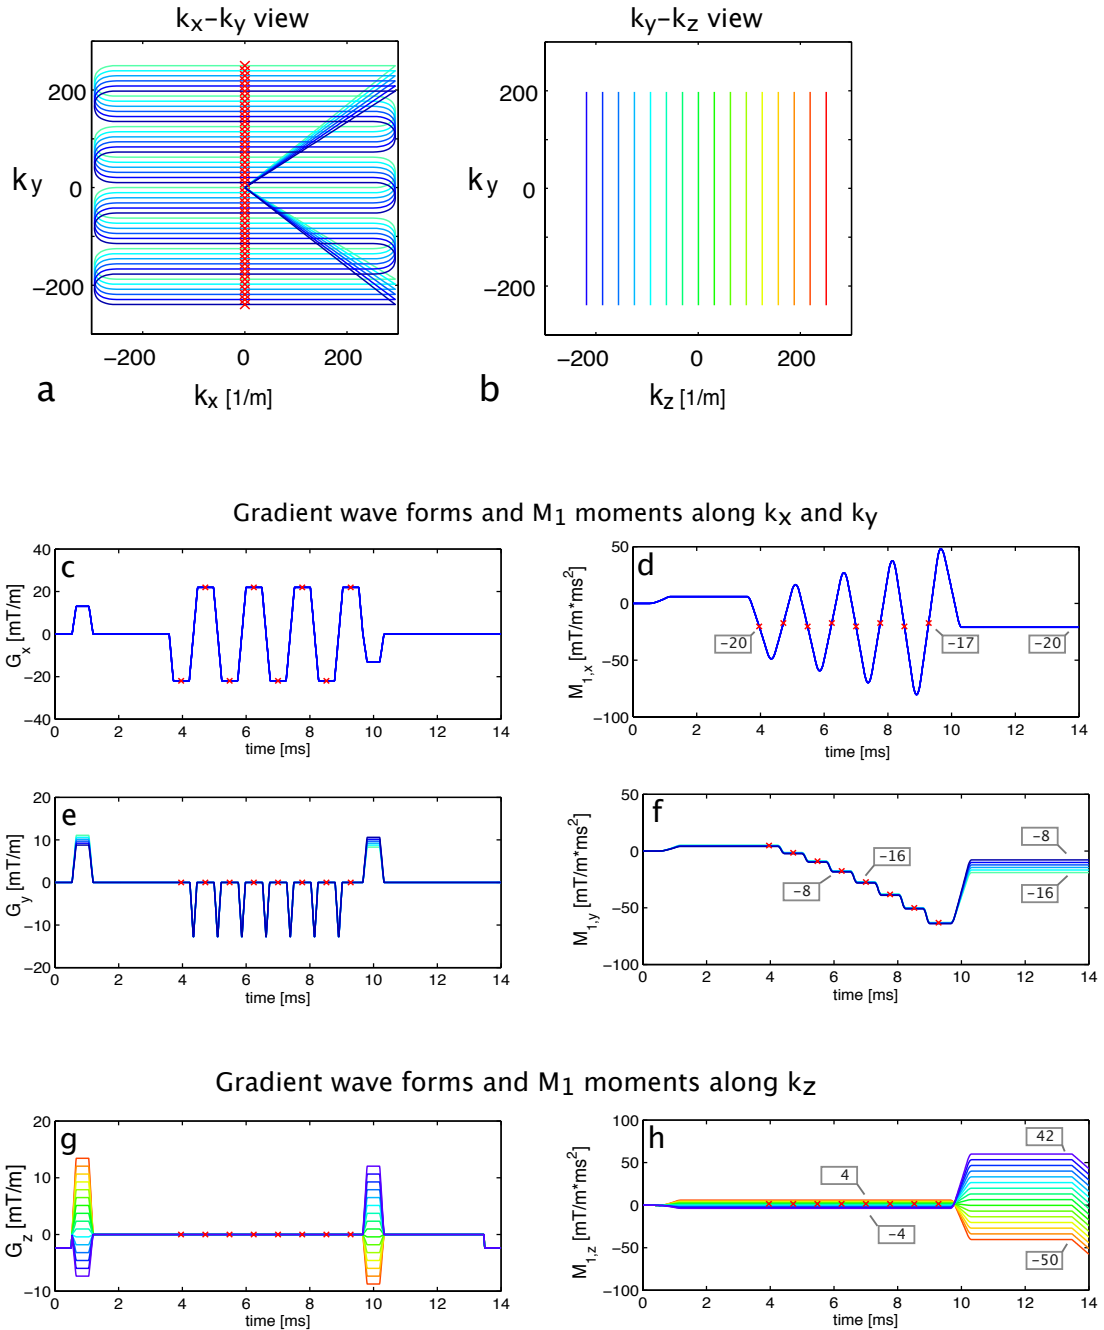 kx−ky view
ky−kz view
200
0
−200
ky
−200
0
200
kx [1/m]
a
200
0
−200
ky
−200
0
200
kz [1/m]
b
Gradient wave forms and M1 moments along kx and ky
c
40
20
0
−20
−40
Gx [mT/m]
0 2 4 6 8 10 12 14
time [ms]
d
50
0
−50
−100
M1,x [mT/m*ms2]
−20
−17
−20
0 2 4 6 8 10 12 14
time [ms]
e
20
10
0
−10
−20
Gy [mT/m]
0 2 4 6 8 10 12 14
time [ms]
f
50
0
−50
−100
M1,y [mT/m*ms2]
−8
−16
−8
−16
0 2 4 6 8 10 12 14
time [ms]
Gradient wave forms and M1 moments along kz
g
20
10
0
−10
Gz [mT/m]
0 2 4 6 8 10 12 14
time [ms]
h
100
50
0
−50
−100
M1,z [mT/m*ms2]
4
−4
42
−50
0 2 4 6 8 10 12 14
time [ms]